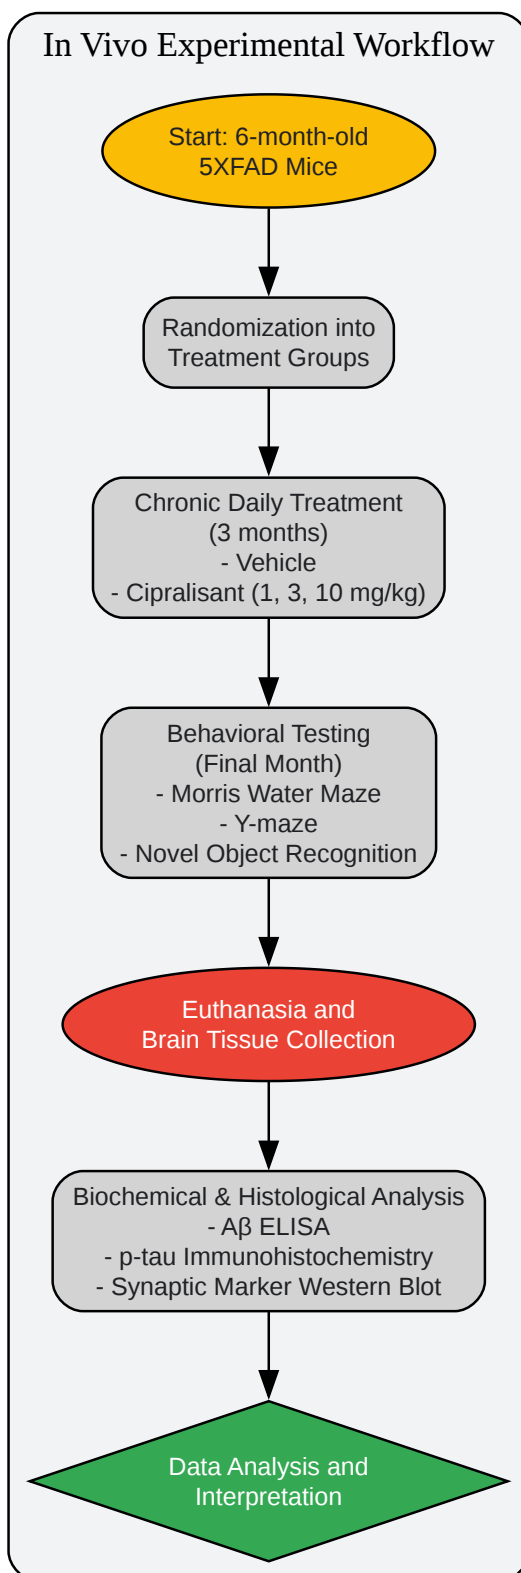 In Vivo Experimental Workflow
Start: 6-month-old
5XFAD Mice
Randomization into
Treatment Groups
Chronic Daily Treatment
(3 months)
- Vehicle
- Cipralisant (1, 3, 10 mg/kg)
Behavioral Testing
(Final Month)
- Morris Water Maze
- Y-maze
- Novel Object Recognition
Euthanasia and
Brain Tissue Collection
Biochemical & Histological Analysis
- Aβ ELISA
- p-tau Immunohistochemistry
- Synaptic Marker Western Blot
Data Analysis and
Interpretation